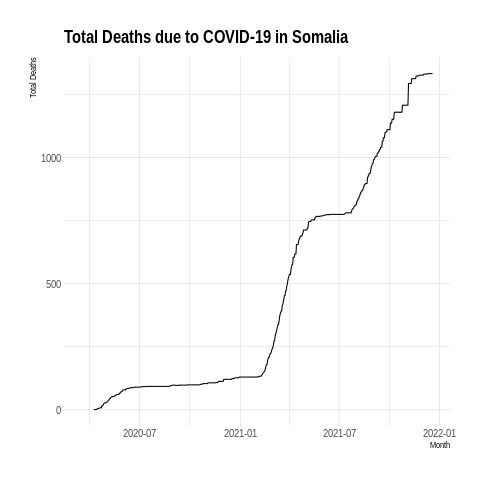 Total Deaths due to COVID-19 in Somalia
Total Deaths
1000
500
0
2020-07 2021-01 2021-07 2022-01
Month